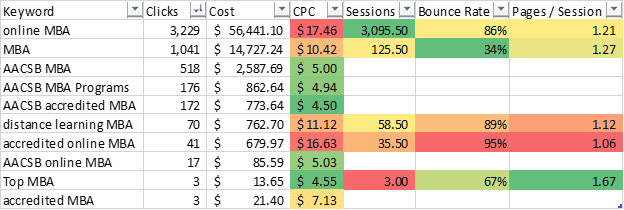 Keyword Clicks Cost CPC Sessions Bounce Rate Pages / Session
online MBA 3,229 $ 56,441.10 $17.46 3,095.50 86% 1.21
MBA 1,041 $ 14,727.24 $10.42 125.50 34% 1.27
AACSB MBA 518 $ 2,587.69 $ 5.00
AACSB MBA Programs 176 $ 862.64 $ 4.94
AACSB accredited MBA 172 $ 773.64 $ 4.50
distance learning MBA 70 $ 762.70 $11.12 58.50 89% 1.12
accredited online MBA 41 $ 679.97 $16.63 35.50 95% 1.06
AACSB online MBA 17 $ 85.59 $ 5.03
Top MBA 3 $ 13.65 $ 4.55 3.00 67% 1.67
accredited MBA 3 $ 21.40 $ 7.13